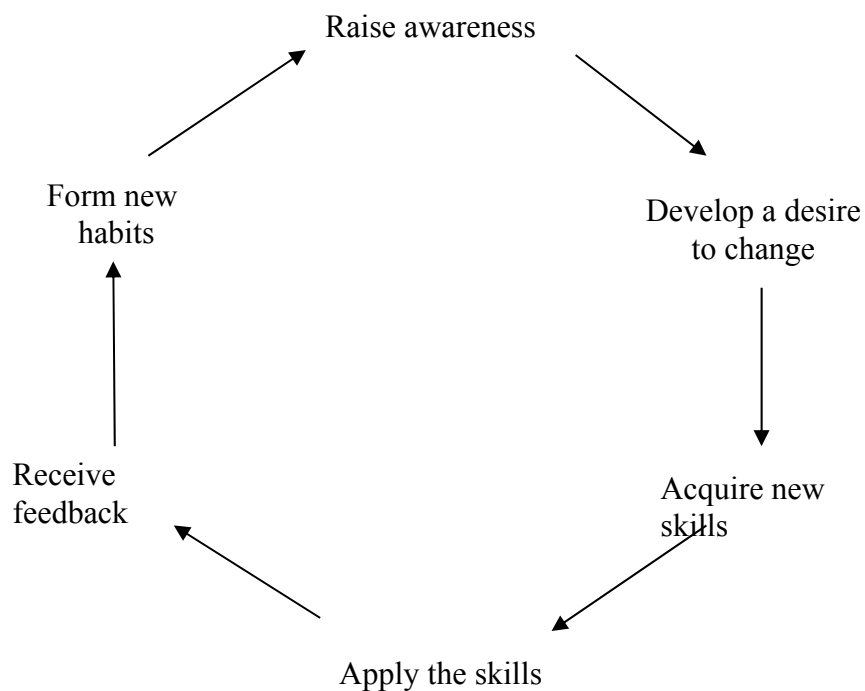 Raise awareness
Develop a desire
to change
Acquire new
skills
Apply the skills
Receive
feedback
Form new
habits